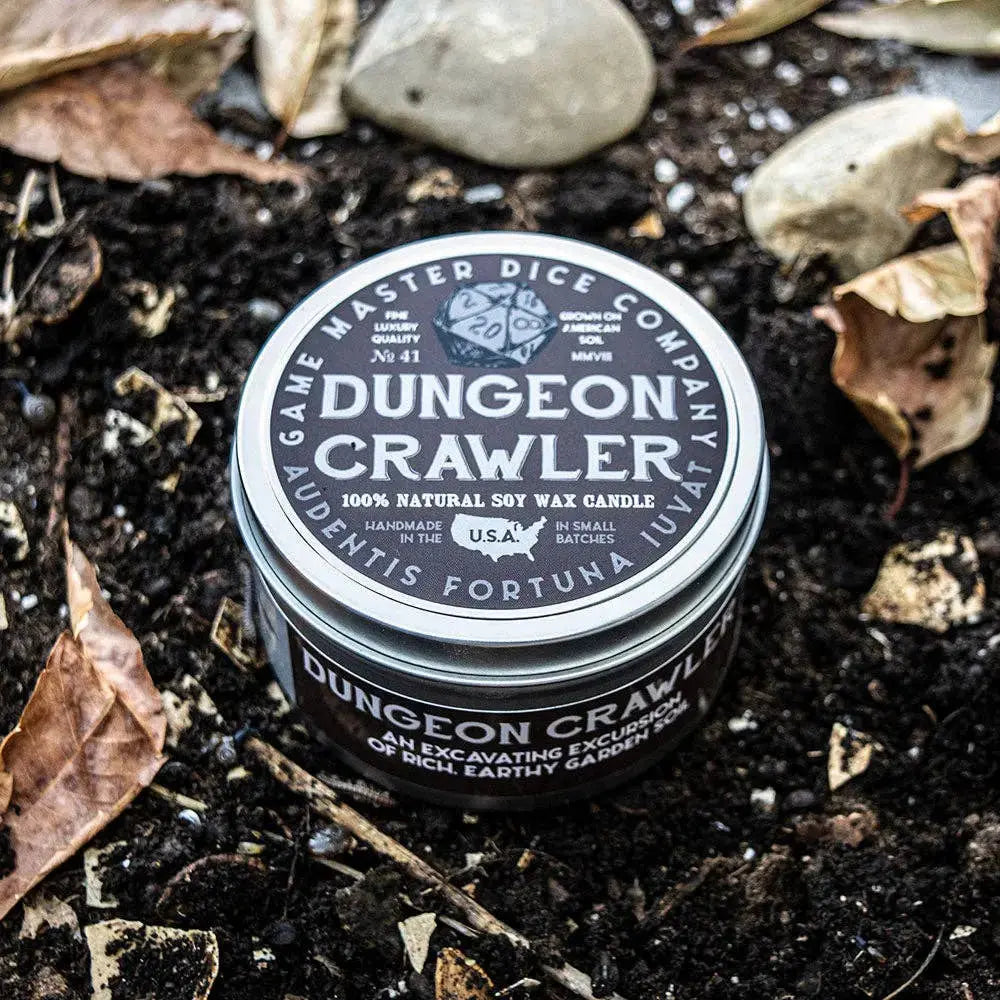 GAME MASTER DICE COMPANY
20
FINE
LUXURY
QUALITY
№ 41
GROWN ON
AMERICAN
SOIL
MMVIII
DUNGEON
CRAWLER
100% NATURAL SOY WAX CANDLE
HANDMADE
IN THE
U.S.A.
IN SMALL
BATCHES
AUDENTIS FORTUNA IUVAT
DUNGEON CRAWLER
AN EXCAVATING EXCURSION
OF RICH, EARTHY GARDEN SOIL